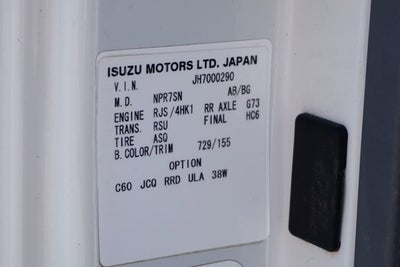 ISUZU MOTORS LTD. JAPAN
V.I.N. JH7000290
M.D. NPR7SN AB/BG
ENGINE RJS/4HK1 RR AXLE G73
TRANS. RSU FINAL HC6
TIRE ASQ
B.COLOR/TRIM 729/155
OPTION
C60 JCQ RRD ULA 38W